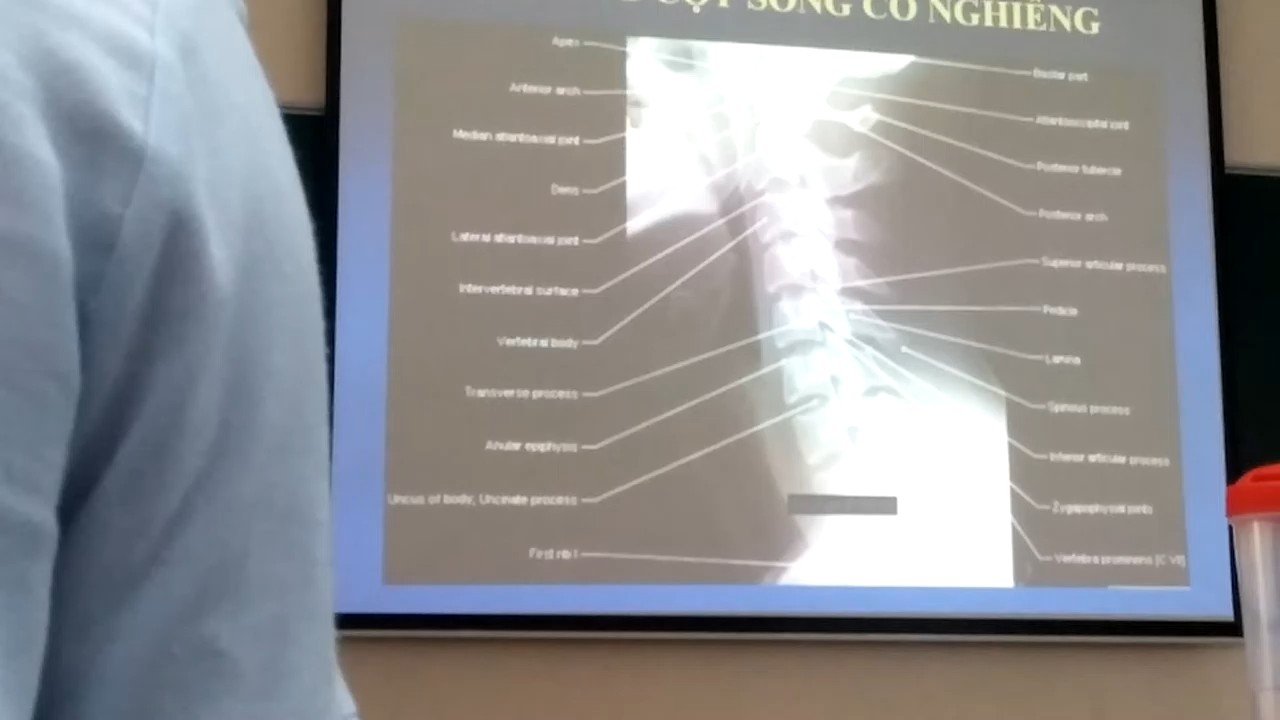 CỘT SỐNG CỔ NGHIÊNG
Apex
Anterior arch
Median atlantoaxial joint
Dens
Lateral atlantoaxial joint
Intervertebral surface
Vertebral body
Transverse process
Anular epiphysis
Uncus of body, Uncinate process
First rib
Basilar part
Atlantooccipital joint
Posterior tubercle
Posterior arch
Superior articular process
Pedicle
Lamina
Spinous process
Inferior articular process
Zygapophysial joints
Vertebra prominens (C VII)